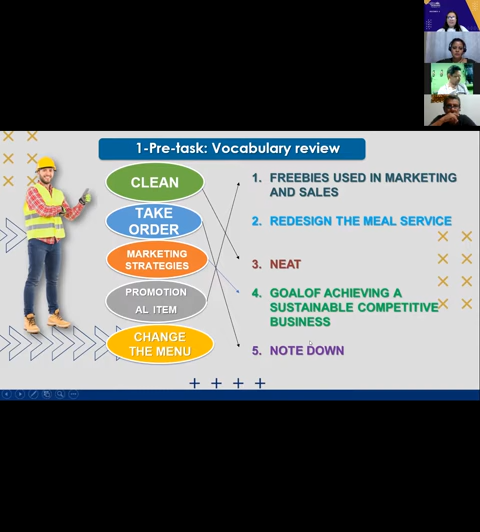 1-Pre-task: Vocabulary review
CLEAN
TAKE
ORDER
MARKETING
STRATEGIES
PROMOTION
AL ITEM
CHANGE
THE MENU
1. FREEBIES USED IN MARKETING
AND SALES
2. REDESIGN THE MEAL SERVICE
3. NEAT
4. GOALOF ACHIEVING A
SUSTAINABLE COMPETITIVE
BUSINESS
5. NOTE DOWN